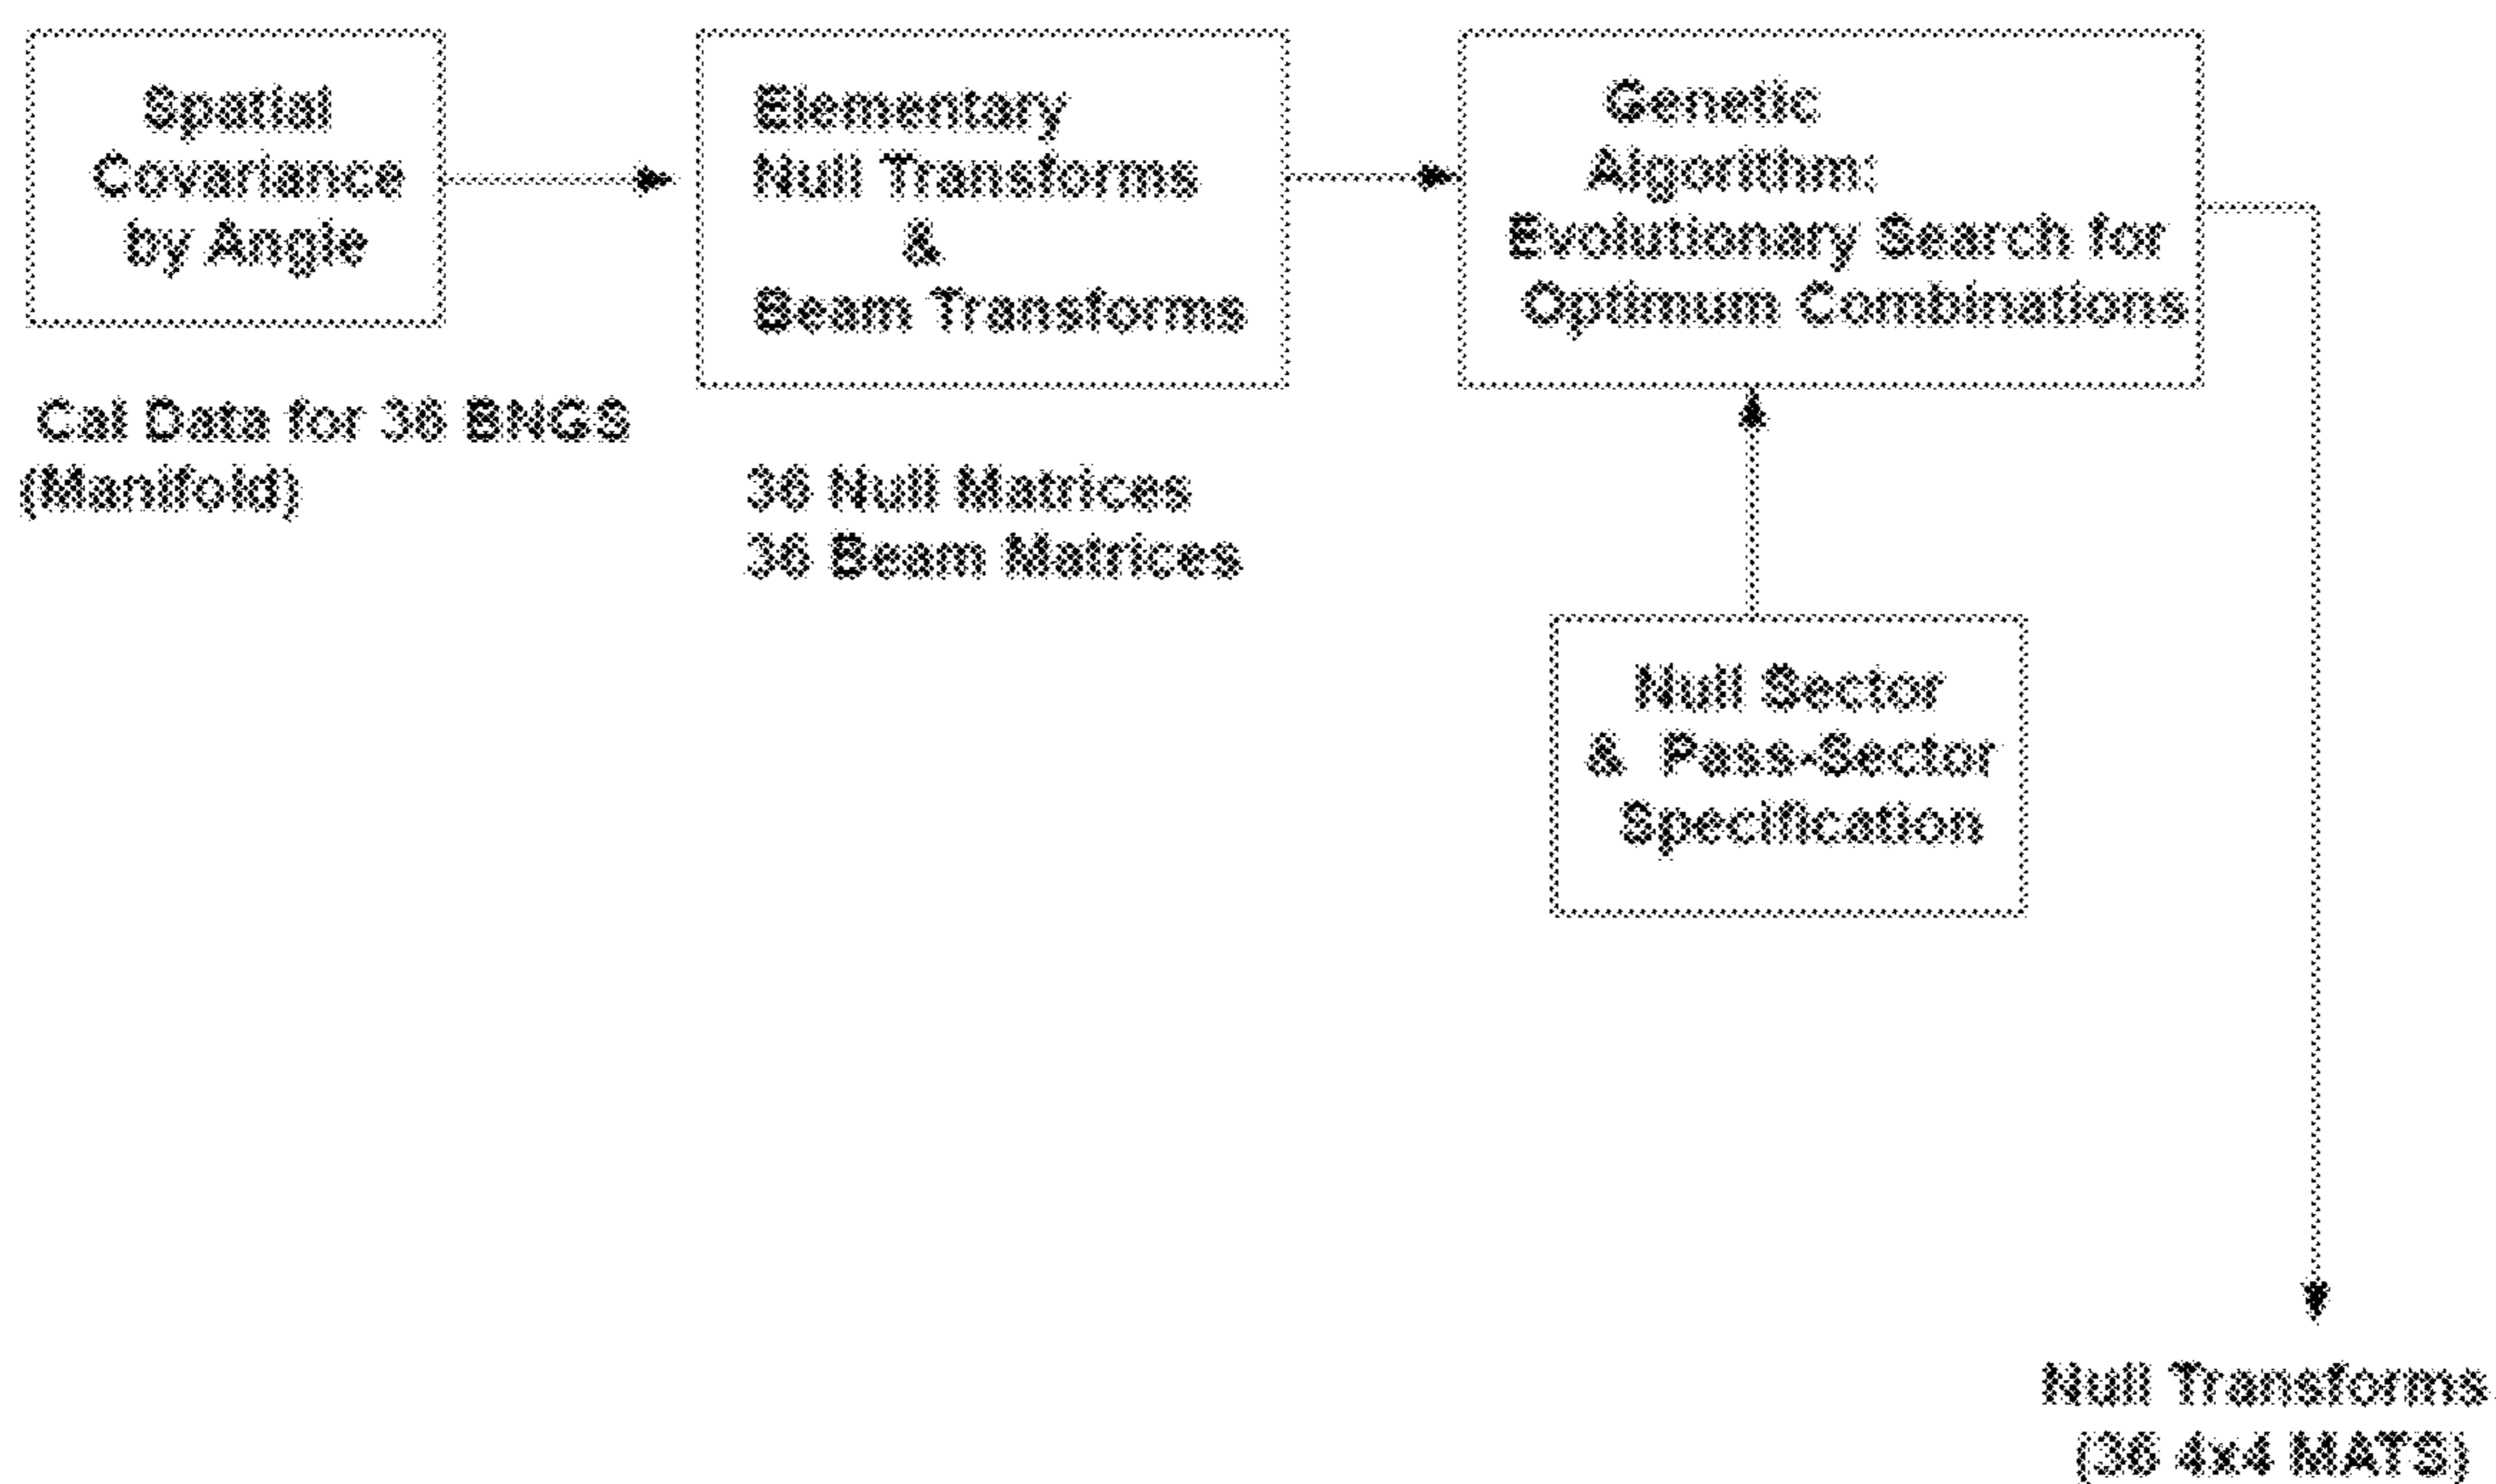 Spatial
Covariance
by Angle
Cal Data for 36 BNGS
(Manifold)
Elementary
Null Transforms
&
Beam Transforms
36 Null Matrices
36 Beam Matrices
Genetic
Algorithm:
Evolutionary Search for
Optimum Combinations
Null Sector
& Pass-Sector
Specification
Null Transforms
(36 4x4 MATS)